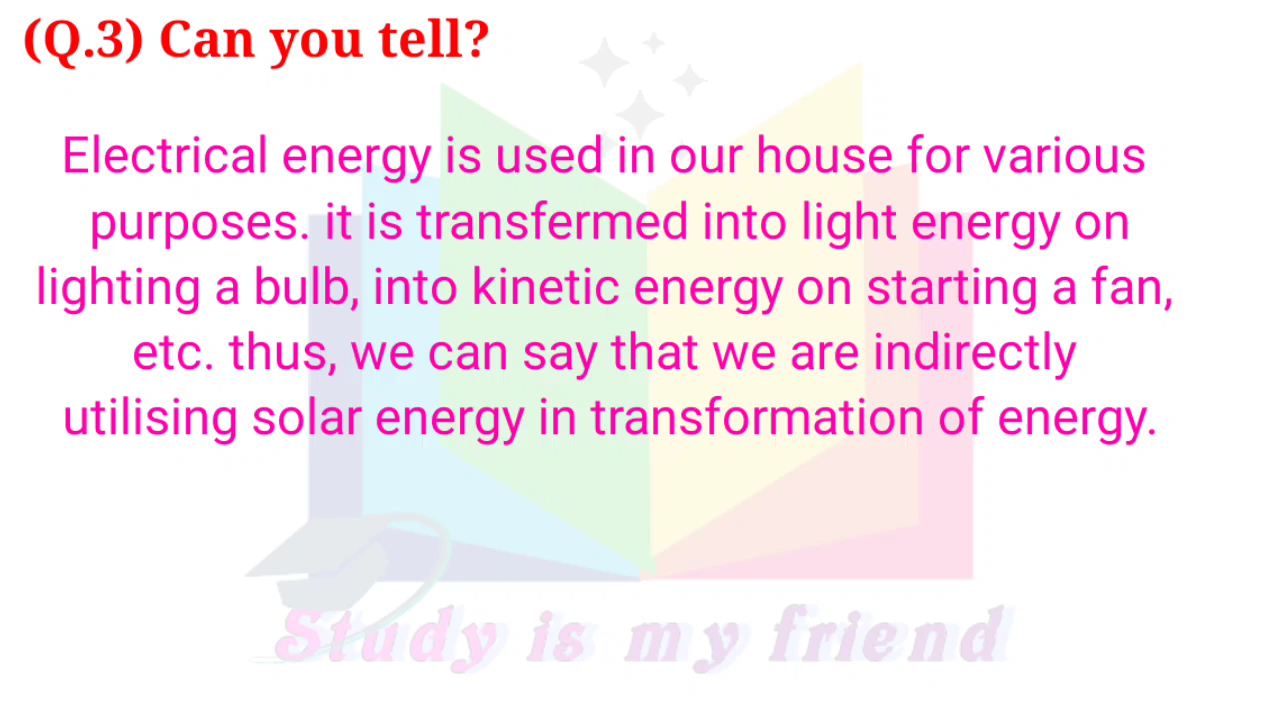 (Q.3) Can you tell?
Electrical energy is used in our house for various
purposes. it is transfermed into light energy on
lighting a bulb, into kinetic energy on starting a fan,
etc. thus, we can say that we are indirectly
utilising solar energy in transformation of energy.
Study is my friend